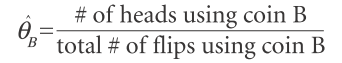 θ̂_B = # of heads using coin B
total # of flips using coin B